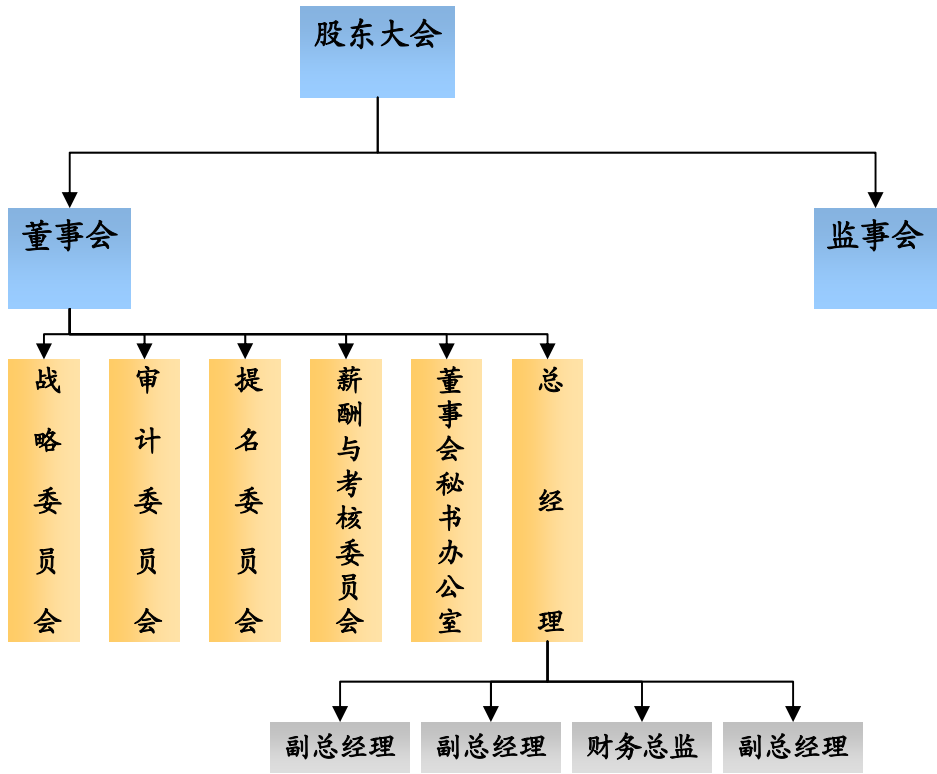 股东大会
董事会
监事会
战略委员会
审计委员会
提名委员会
薪酬与考核委员会
董事会秘书办公室
总经理
副总经理
副总经理
财务总监
副总经理